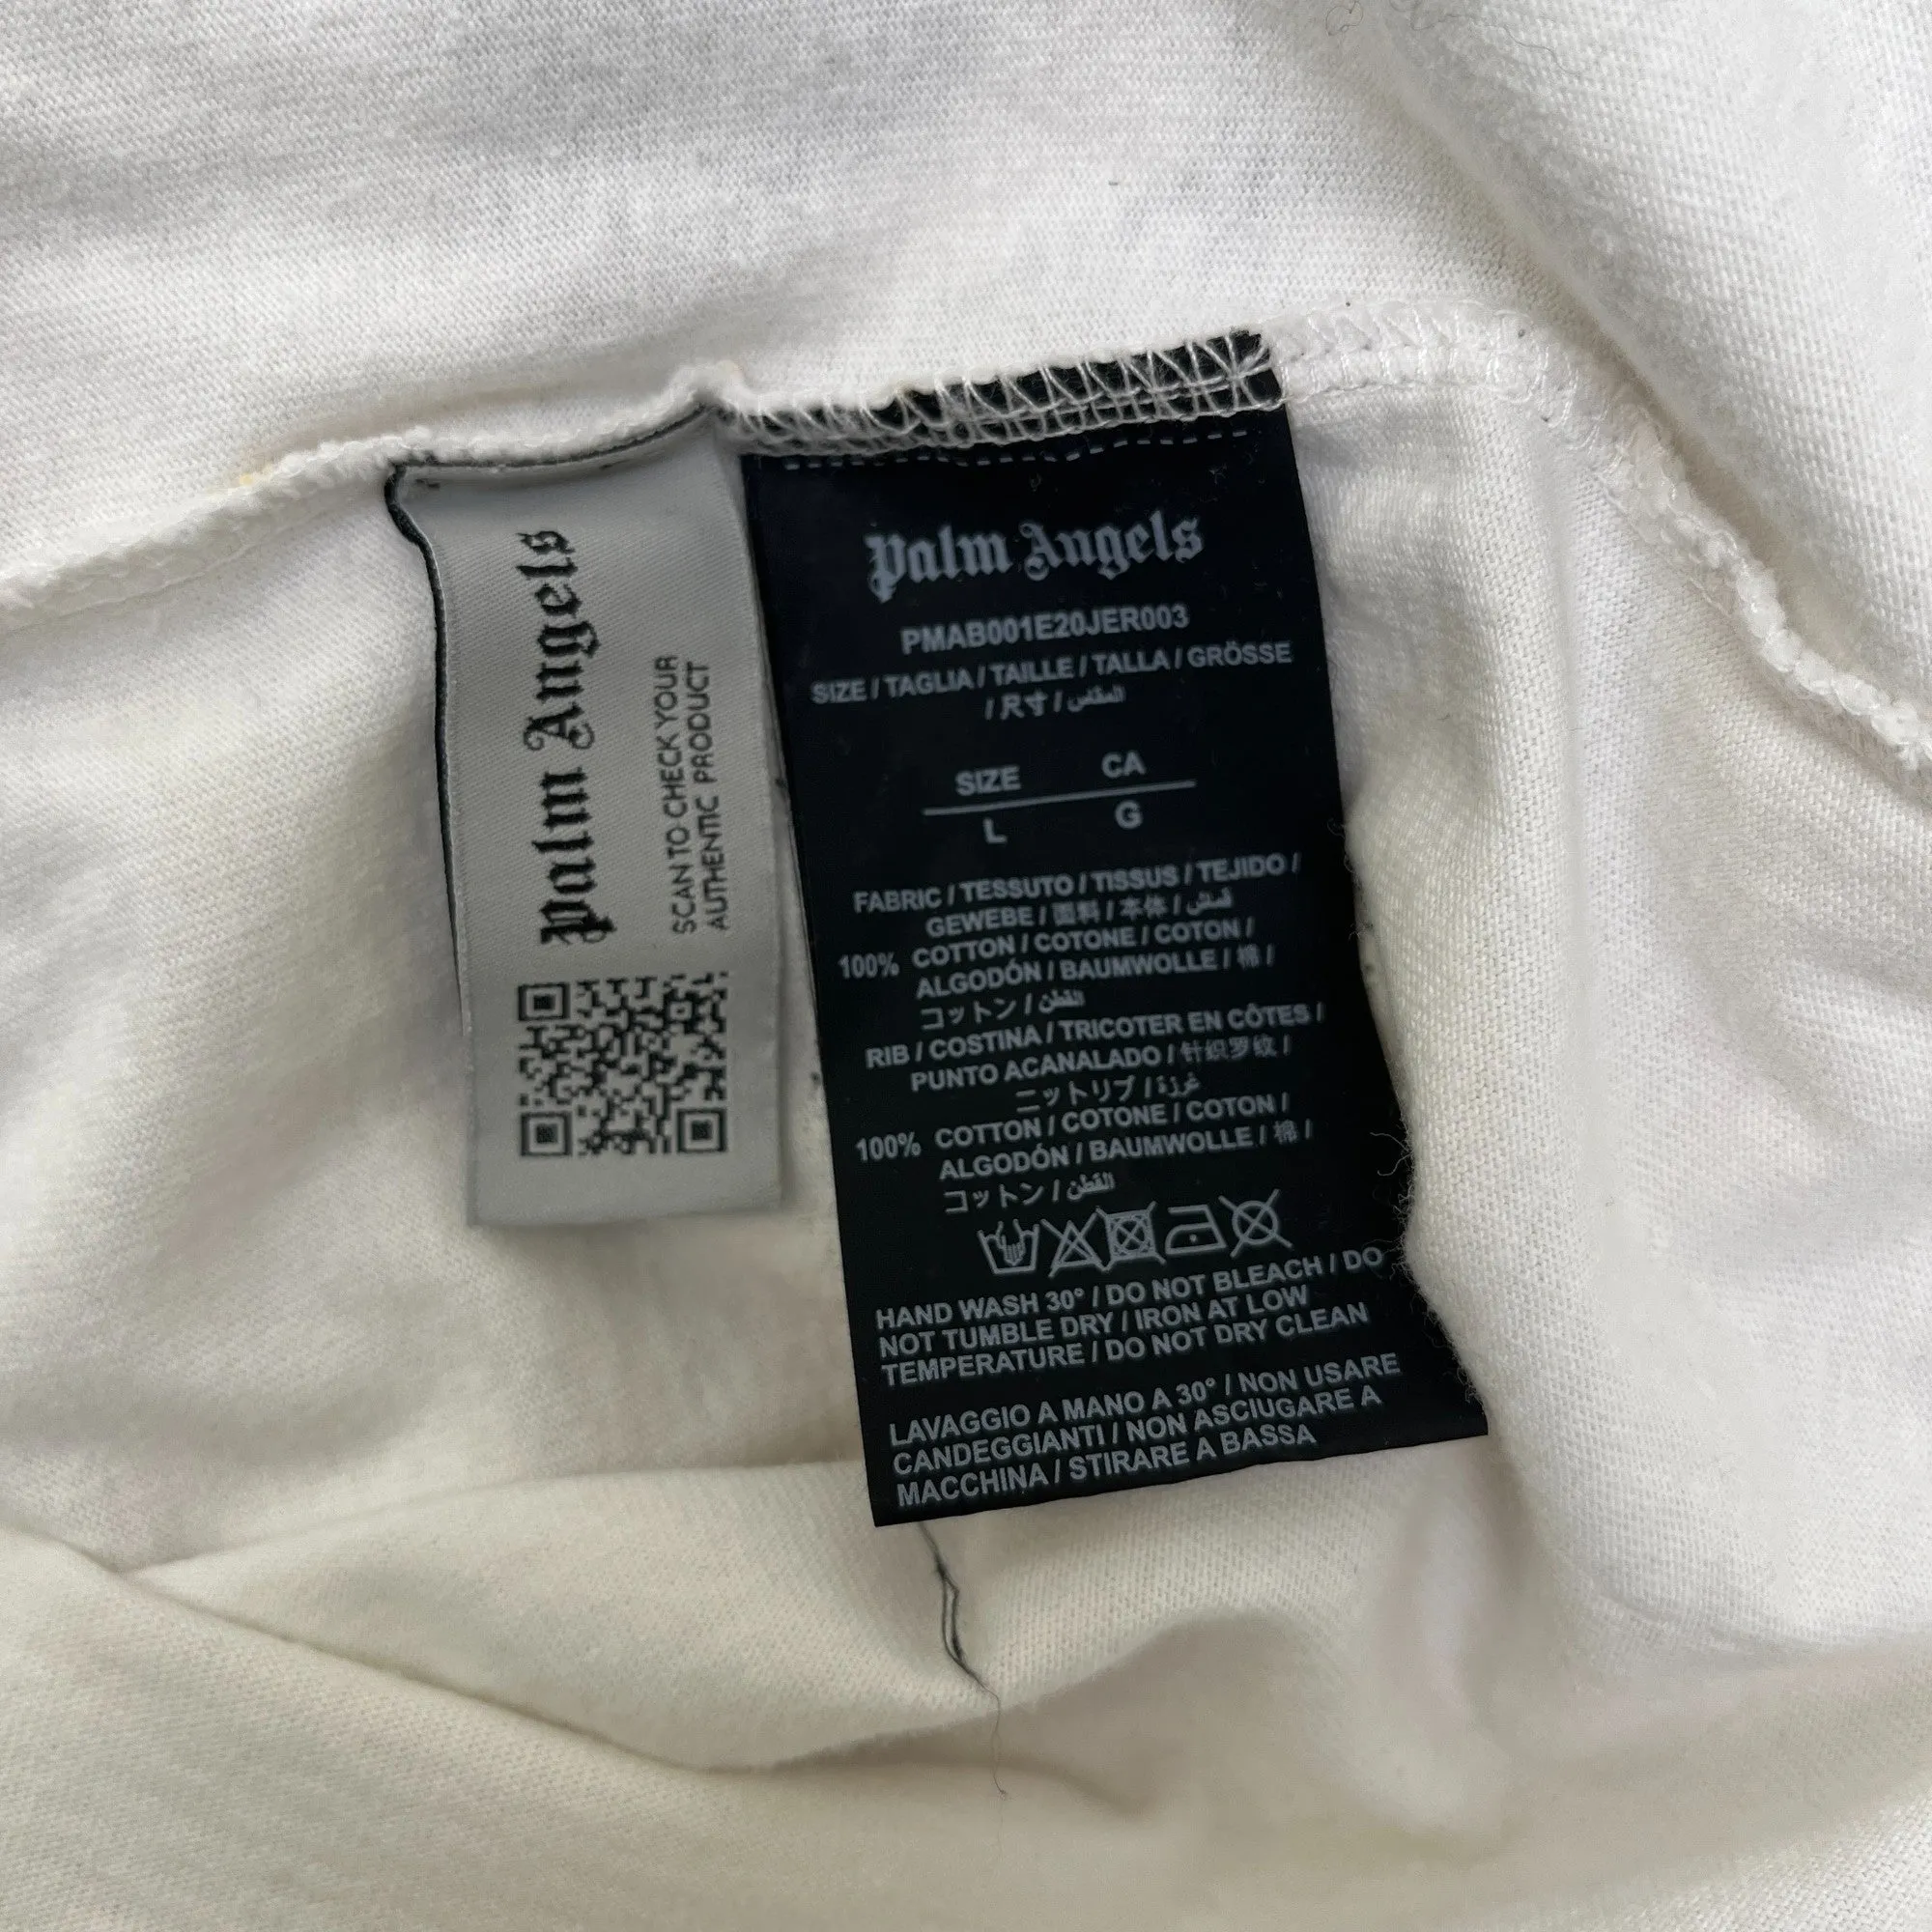 Palm Angels
SCAN TO CHECK YOUR
AUTHENTIC PRODUCT
Palm Angels
PMAB001E20JER003
SIZE / TAGLIA / TAILLE / TALLA / GRÖSSE
/ 尺寸 /
SIZE CA
L G
FABRIC / TESSUTO / TISSUS / TEJIDO /
GEWEBE / 面料 / 本体 / قماش
100% COTTON / COTONE / COTON /
ALGODÓN / BAUMWOLLE / 棉 /
コットン / القطن
RIB / COSTINA / TRICOTER EN CÔTES /
PUNTO ACANALADO / 针织罗纹 /
ニットリブ / غرزة
100% COTTON / COTONE / COTON /
ALGODÓN / BAUMWOLLE / 棉 /
コットン / القطن
HAND WASH 30° / DO NOT BLEACH / DO
NOT TUMBLE DRY / IRON AT LOW
TEMPERATURE / DO NOT DRY CLEAN
LAVAGGIO A MANO A 30° / NON USARE
CANDEGGIANTI / NON ASCIUGARE A
MACCHINA / STIRARE A BASSA